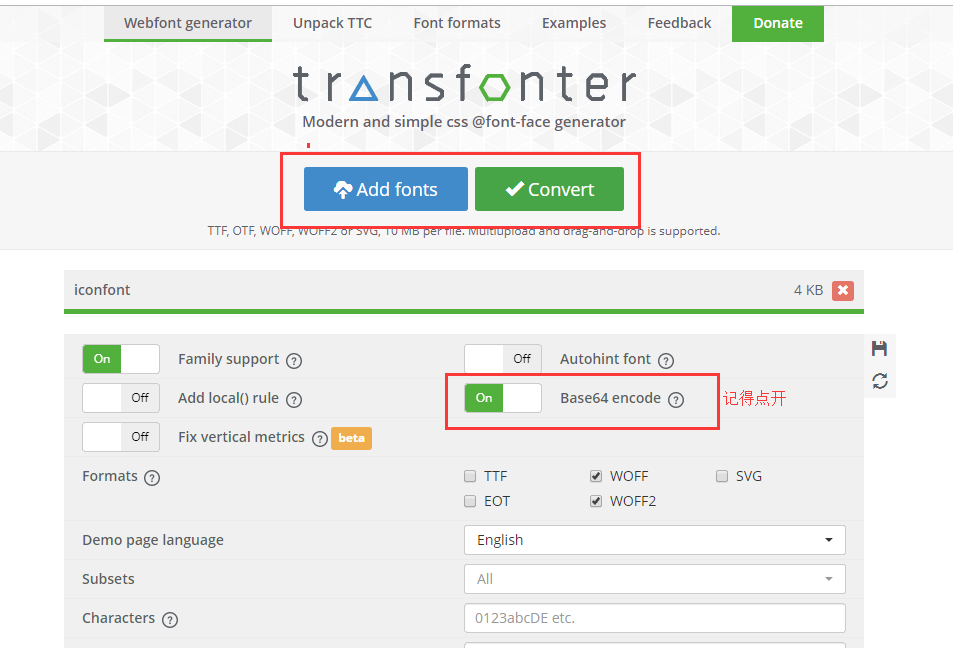 Webfont generator Unpack TTC Font formats Examples Feedback Donate
transfonter
Modern and simple css @font-face generator
Add fonts Convert
TTF, OTF, WOFF, WOFF2 or SVG, 10 MB per file. Multiupload and drag-and-drop is supported.
iconfont 4 KB
On Family support ? Off Autohint font ?
Off Add local() rule ? On Base64 encode ? 记得点开
Off Fix vertical metrics ? beta
Formats ? TTF WOFF SVG
EOT WOFF2
Demo page language English
Subsets All
Characters ? 0123abcDE etc.